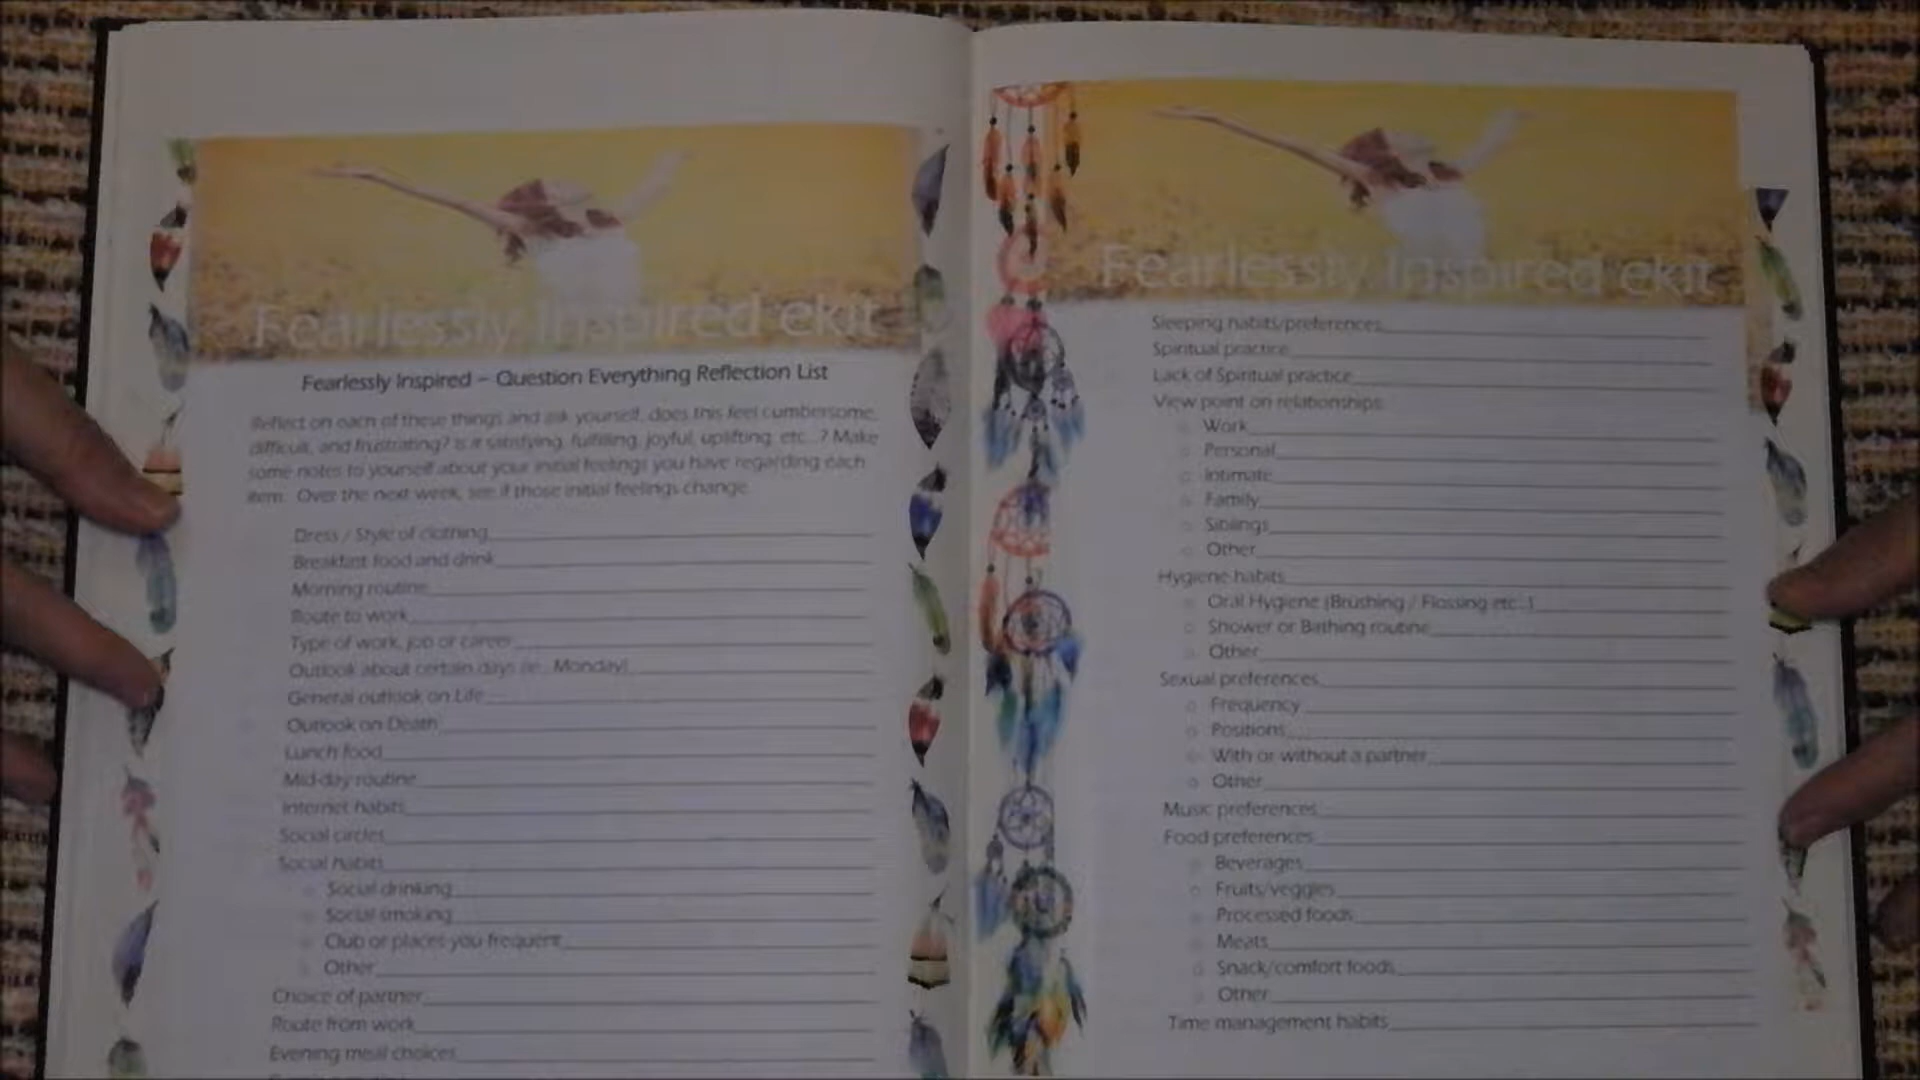 Fearlessly Inspired ekit
Fearlessly Inspired – Question Everything Reflection List
Reflect on each of these things and ask yourself, does this feel cumbersome,
difficult, and frustrating? Is it satisfying, fulfilling, joyful, uplifting, etc...? Make
some notes to yourself about your initial feelings you have regarding each
item. Over the next week, see if those initial feelings change.
Dress / Style of clothing
Breakfast food and drink
Morning routine
Route to work
Type of work, job or career
Outlook about certain days (ie., Monday)
General outlook on Life
Outlook on Death
Lunch food
Mid-day routine
Internet habits
Social circles
Social habits
Social drinking
Social smoking
Club or places you frequent
Other
Choice of partner
Route from work
Evening meal choices
Fearlessly Inspired ekit
Sleeping habits/preferences
Spiritual practice
Lack of Spiritual practice
View point on relationships:
Work
Personal
Intimate
Family
Siblings
Other
Hygiene habits
Oral Hygiene (Brushing / Flossing etc...)
Shower or Bathing routine
Other
Sexual preferences
Frequency
Positions
With or without a partner
Other
Music preferences
Food preferences
Beverages
Fruits/veggies
Processed foods
Meats
Snack/comfort foods
Other
Time management habits